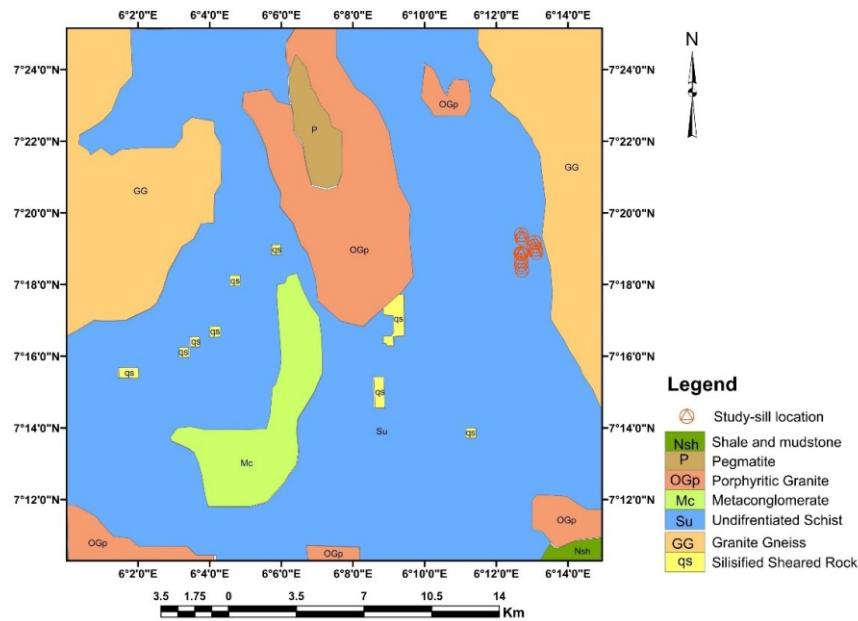 6°2'0"E 6°4'0"E 6°6'0"E 6°8'0"E 6°10'0"E 6°12'0"E 6°14'0"E
N
7°24'0"N 7°24'0"N
OGp
7°22'0"N P 7°22'0"N
GG
GG
7°20'0"N 7°20'0"N
qs OGp
7°18'0"N qs 7°18'0"N
qs
qs
qs
7°16'0"N qs 7°16'0"N
qs
qs
7°14'0"N Su qs 7°14'0"N
Mc
7°12'0"N 7°12'0"N
OGp
OGp OGp Nsh
6°2'0"E 6°4'0"E 6°6'0"E 6°8'0"E 6°10'0"E 6°12'0"E 6°14'0"E
3.5 1.75 0 3.5 7 10.5 14
Km
Legend
Study-sill location
Nsh Shale and mudstone
P Pegmatite
OGp Porphyritic Granite
Mc Metaconglomerate
Su Undifrentiated Schist
GG Granite Gneiss
qs Silisified Sheared Rock